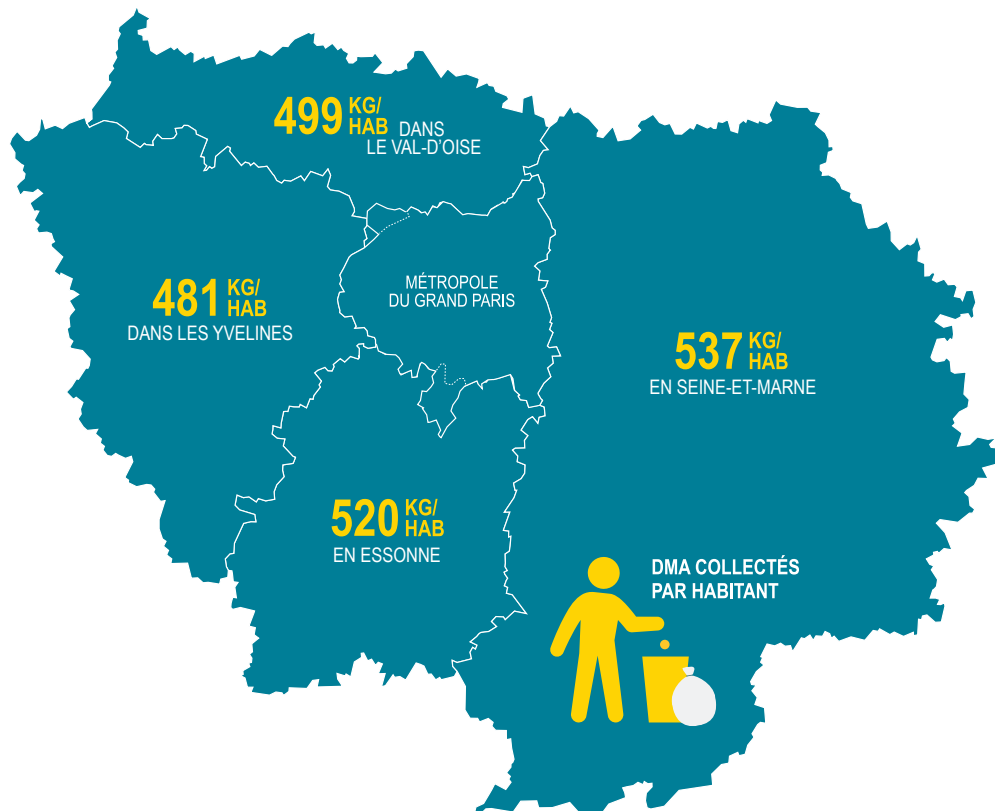 499 KG/
HAB DANS
LE VAL-D'OISE
MÉTROPOLE
DU GRAND PARIS
481 KG/
HAB
DANS LES YVELINES
537 KG/
HAB
EN SEINE-ET-MARNE
520 KG/
HAB
EN ESSONNE
DMA COLLECTÉS
PAR HABITANT